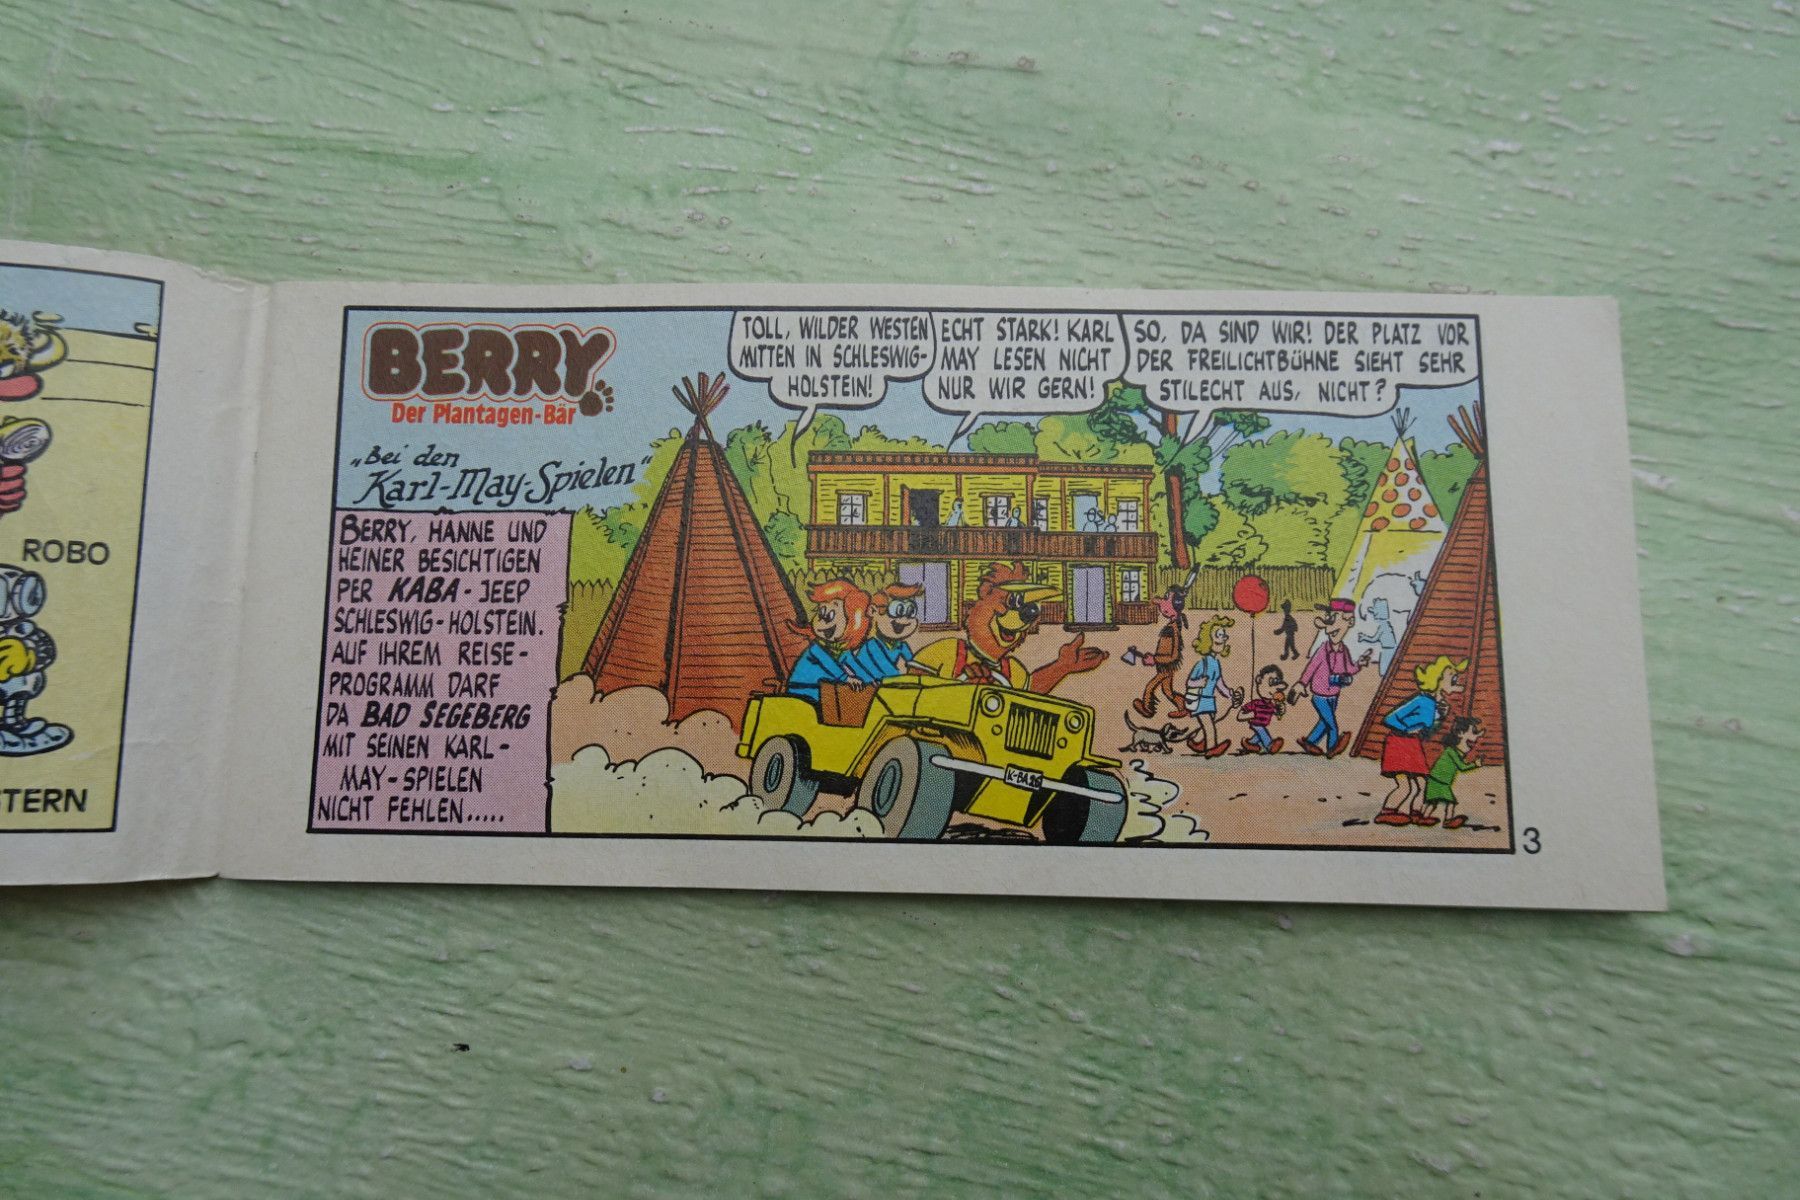 ROBO
TERN
BERRY
Der Plantagen-Bär
„Bei den
Karl-May-Spielen"
BERRY, HANNE UND
HEINER BESICHTIGEN
PER KABA-JEEP
SCHLESWIG-HOLSTEIN.
AUF IHREM REISE-
PROGRAMM DARF
DA BAD SEGEBERG
MIT SEINEN KARL-
MAY-SPIELEN
NICHT FEHLEN.....
TOLL, WILDER WESTEN
MITTEN IN SCHLESWIG-
HOLSTEIN!
ECHT STARK! KARL
MAY LESEN NICHT
NUR WIR GERN!
SO, DA SIND WIR! DER PLATZ VOR
DER FREILICHTBÜHNE SIEHT SEHR
STILECHT AUS, NICHT?
3